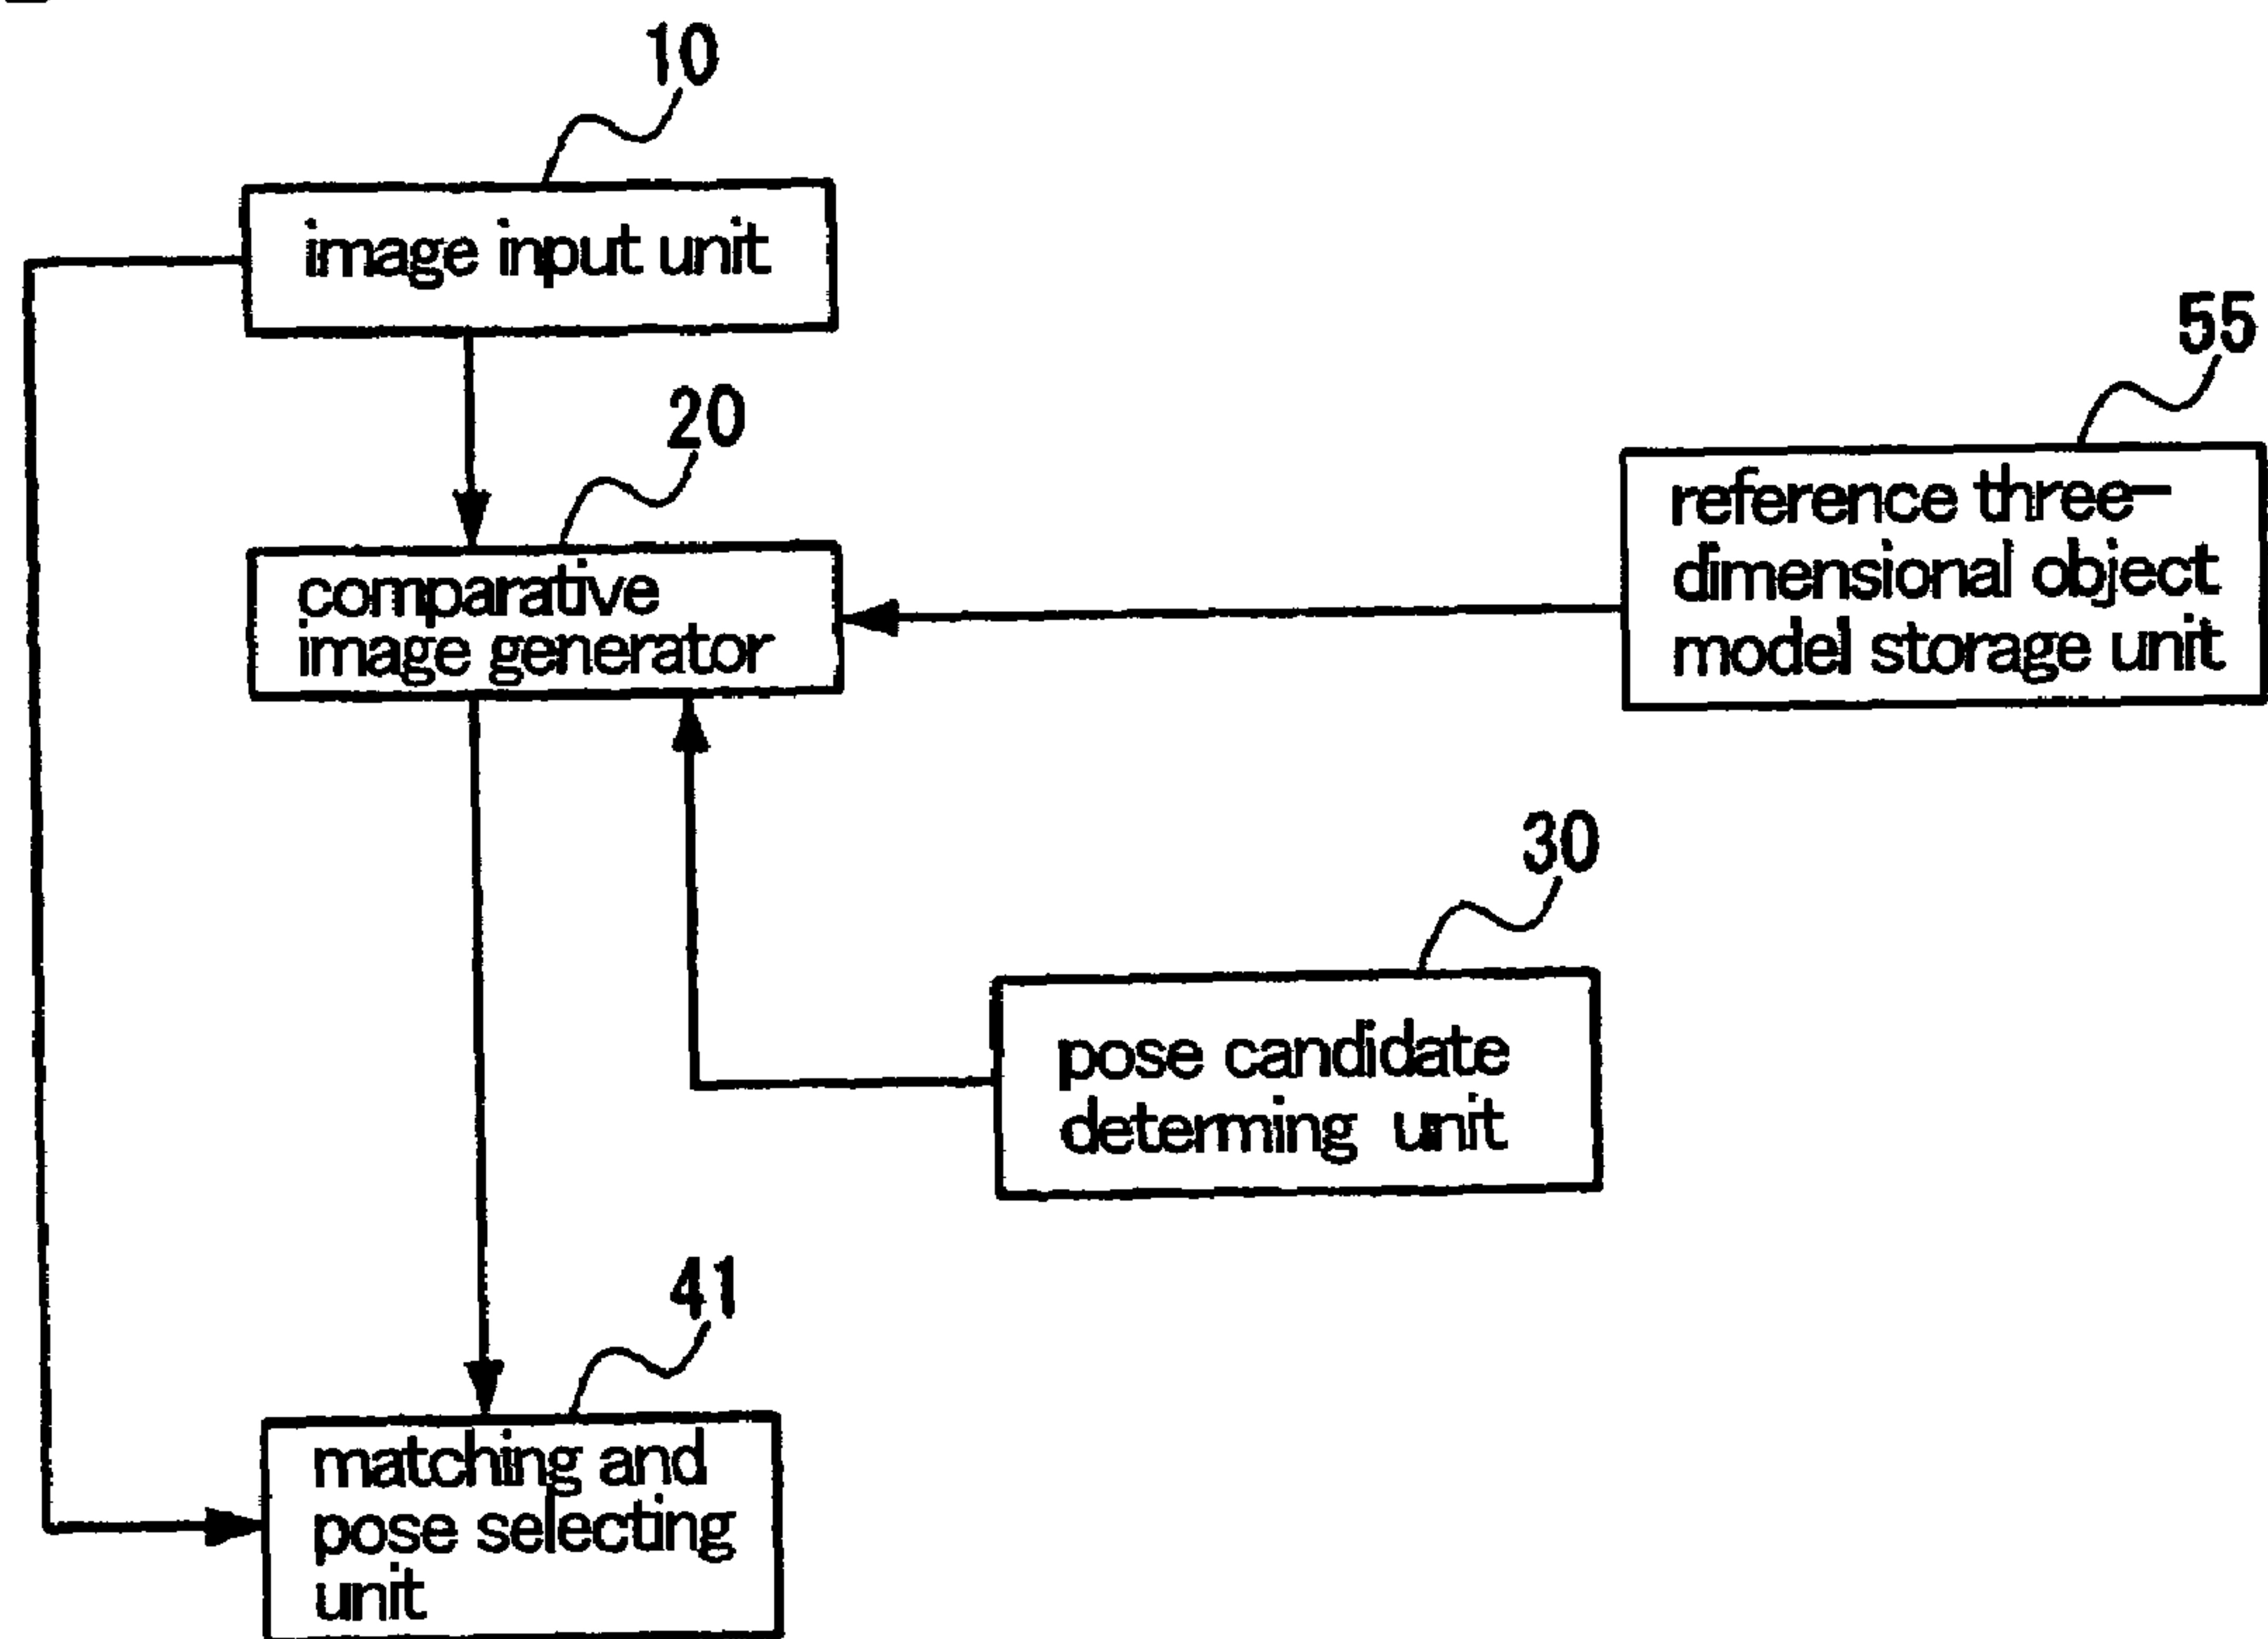 10
image input unit
20
comparative
image generator
55
reference three-
dimensional object
model storage unit
30
pose candidate
determing unit
41
matching and
pose selecting
unit